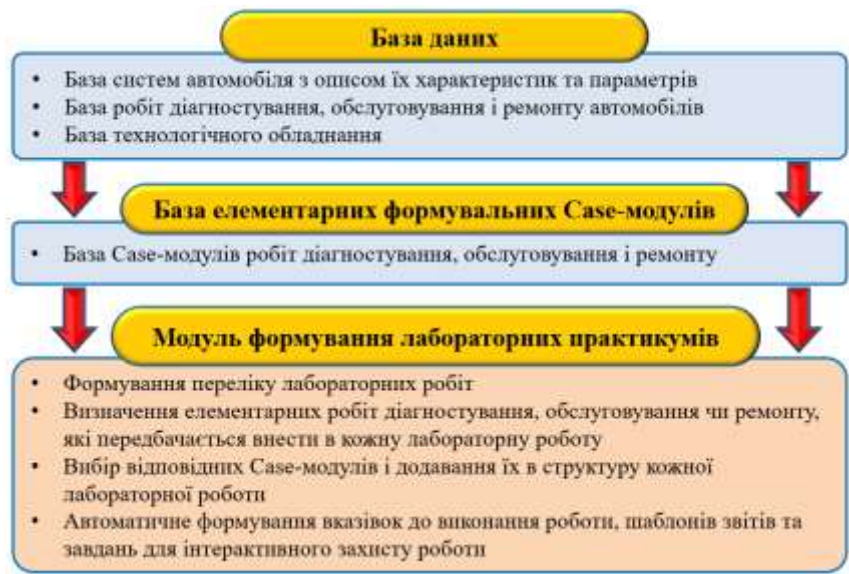 База даних
• База систем автомобіля з описом їх характеристик та параметрів
• База робіт діагностування, обслуговування і ремонту автомобілів
• База технологічного обладнання
База елементарних формувальних Case-модулів
• База Case-модулів робіт діагностування, обслуговування і ремонту
Модуль формування лабораторних практикумів
• Формування переліку лабораторних робіт
• Визначення елементарних робіт діагностування, обслуговування чи ремонту,
які передбачається внести в кожну лабораторну роботу
• Вибір відповідних Case-модулів і додавання їх в структуру кожної
лабораторної роботи
• Автоматичне формування вказівок до виконання роботи, шаблонів звітів та
завдань для інтерактивного захисту роботи